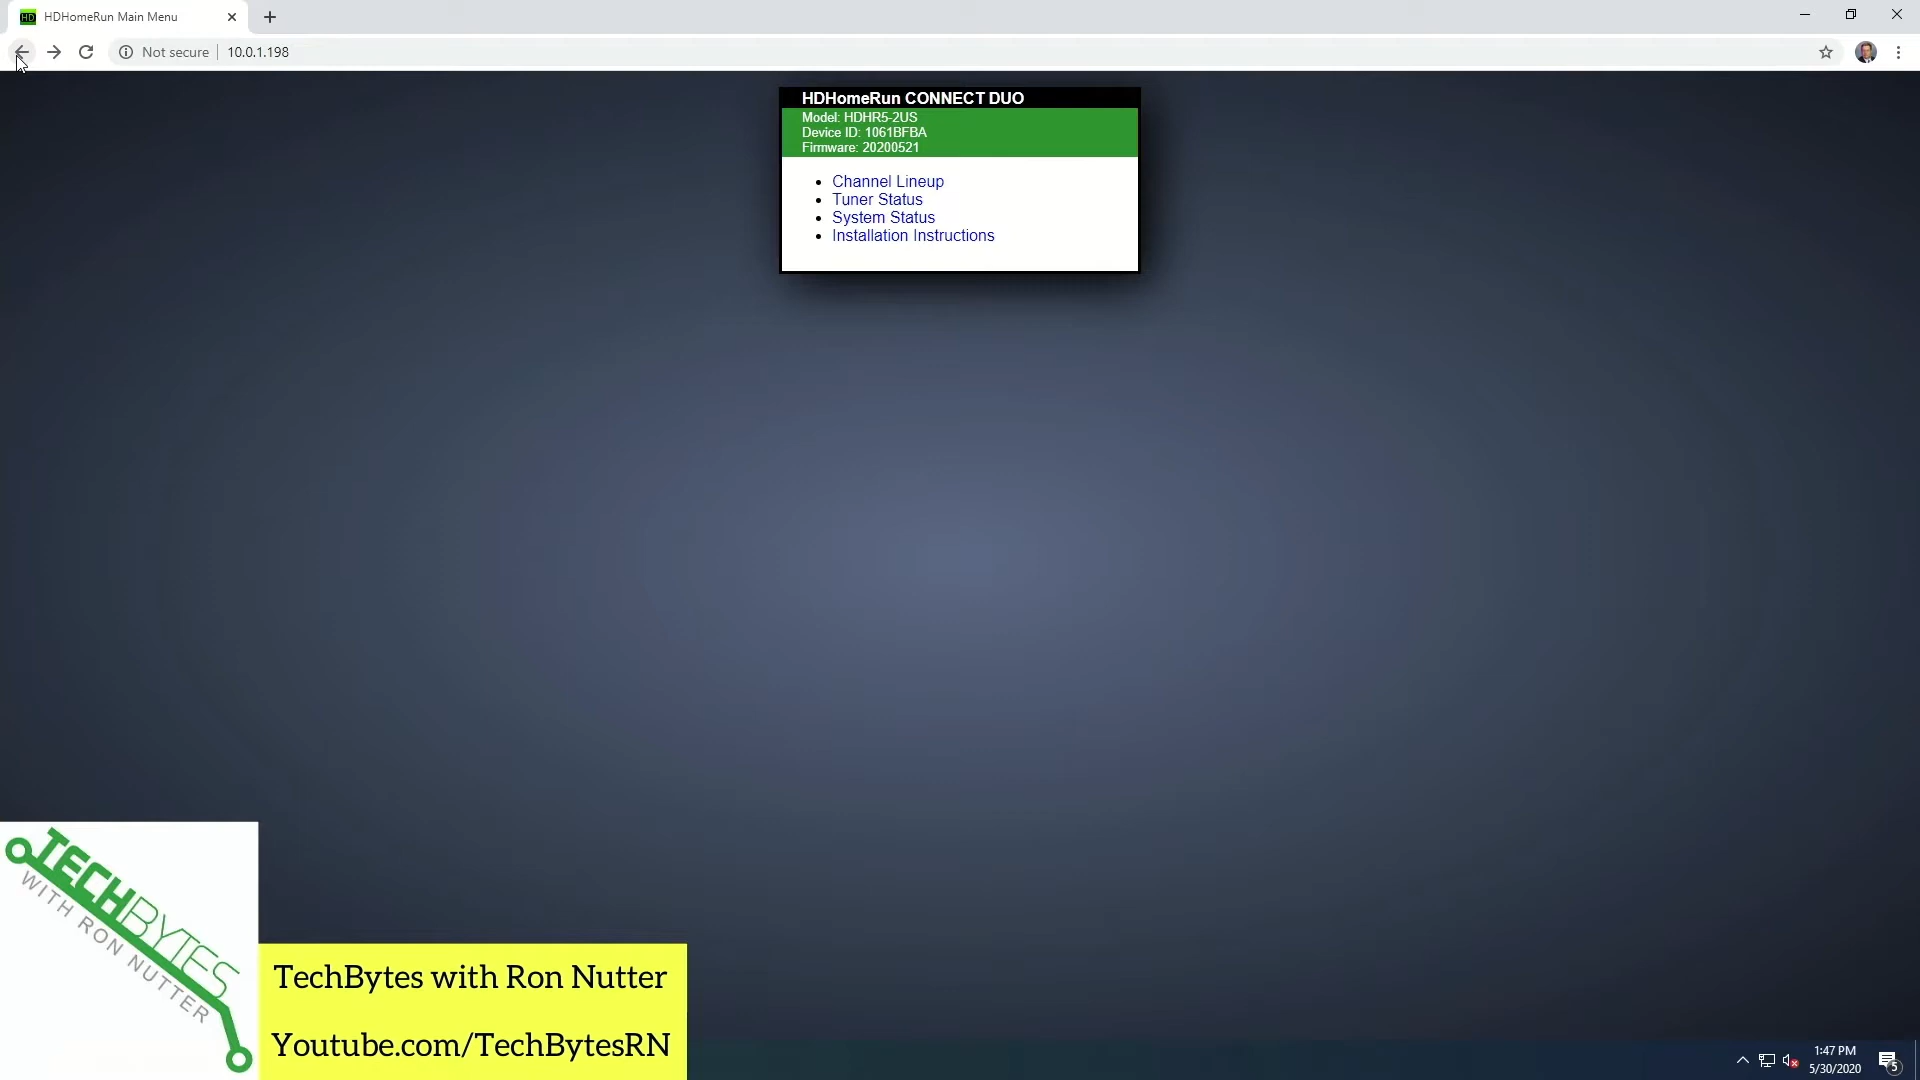 HD
HDHomeRun Main Menu
Not secure
10.0.1.198
HDHomeRun CONNECT DUO
Model: HDHR5-2US
Device ID: 1061BFBA
Firmware: 20200521
Channel Lineup
Tuner Status
System Status
Installation Instructions
TECHBYTES
WITH RON NUTTER
TechBytes with Ron Nutter
Youtube.com/TechBytesRN
1:47 PM
5/30/2020
5